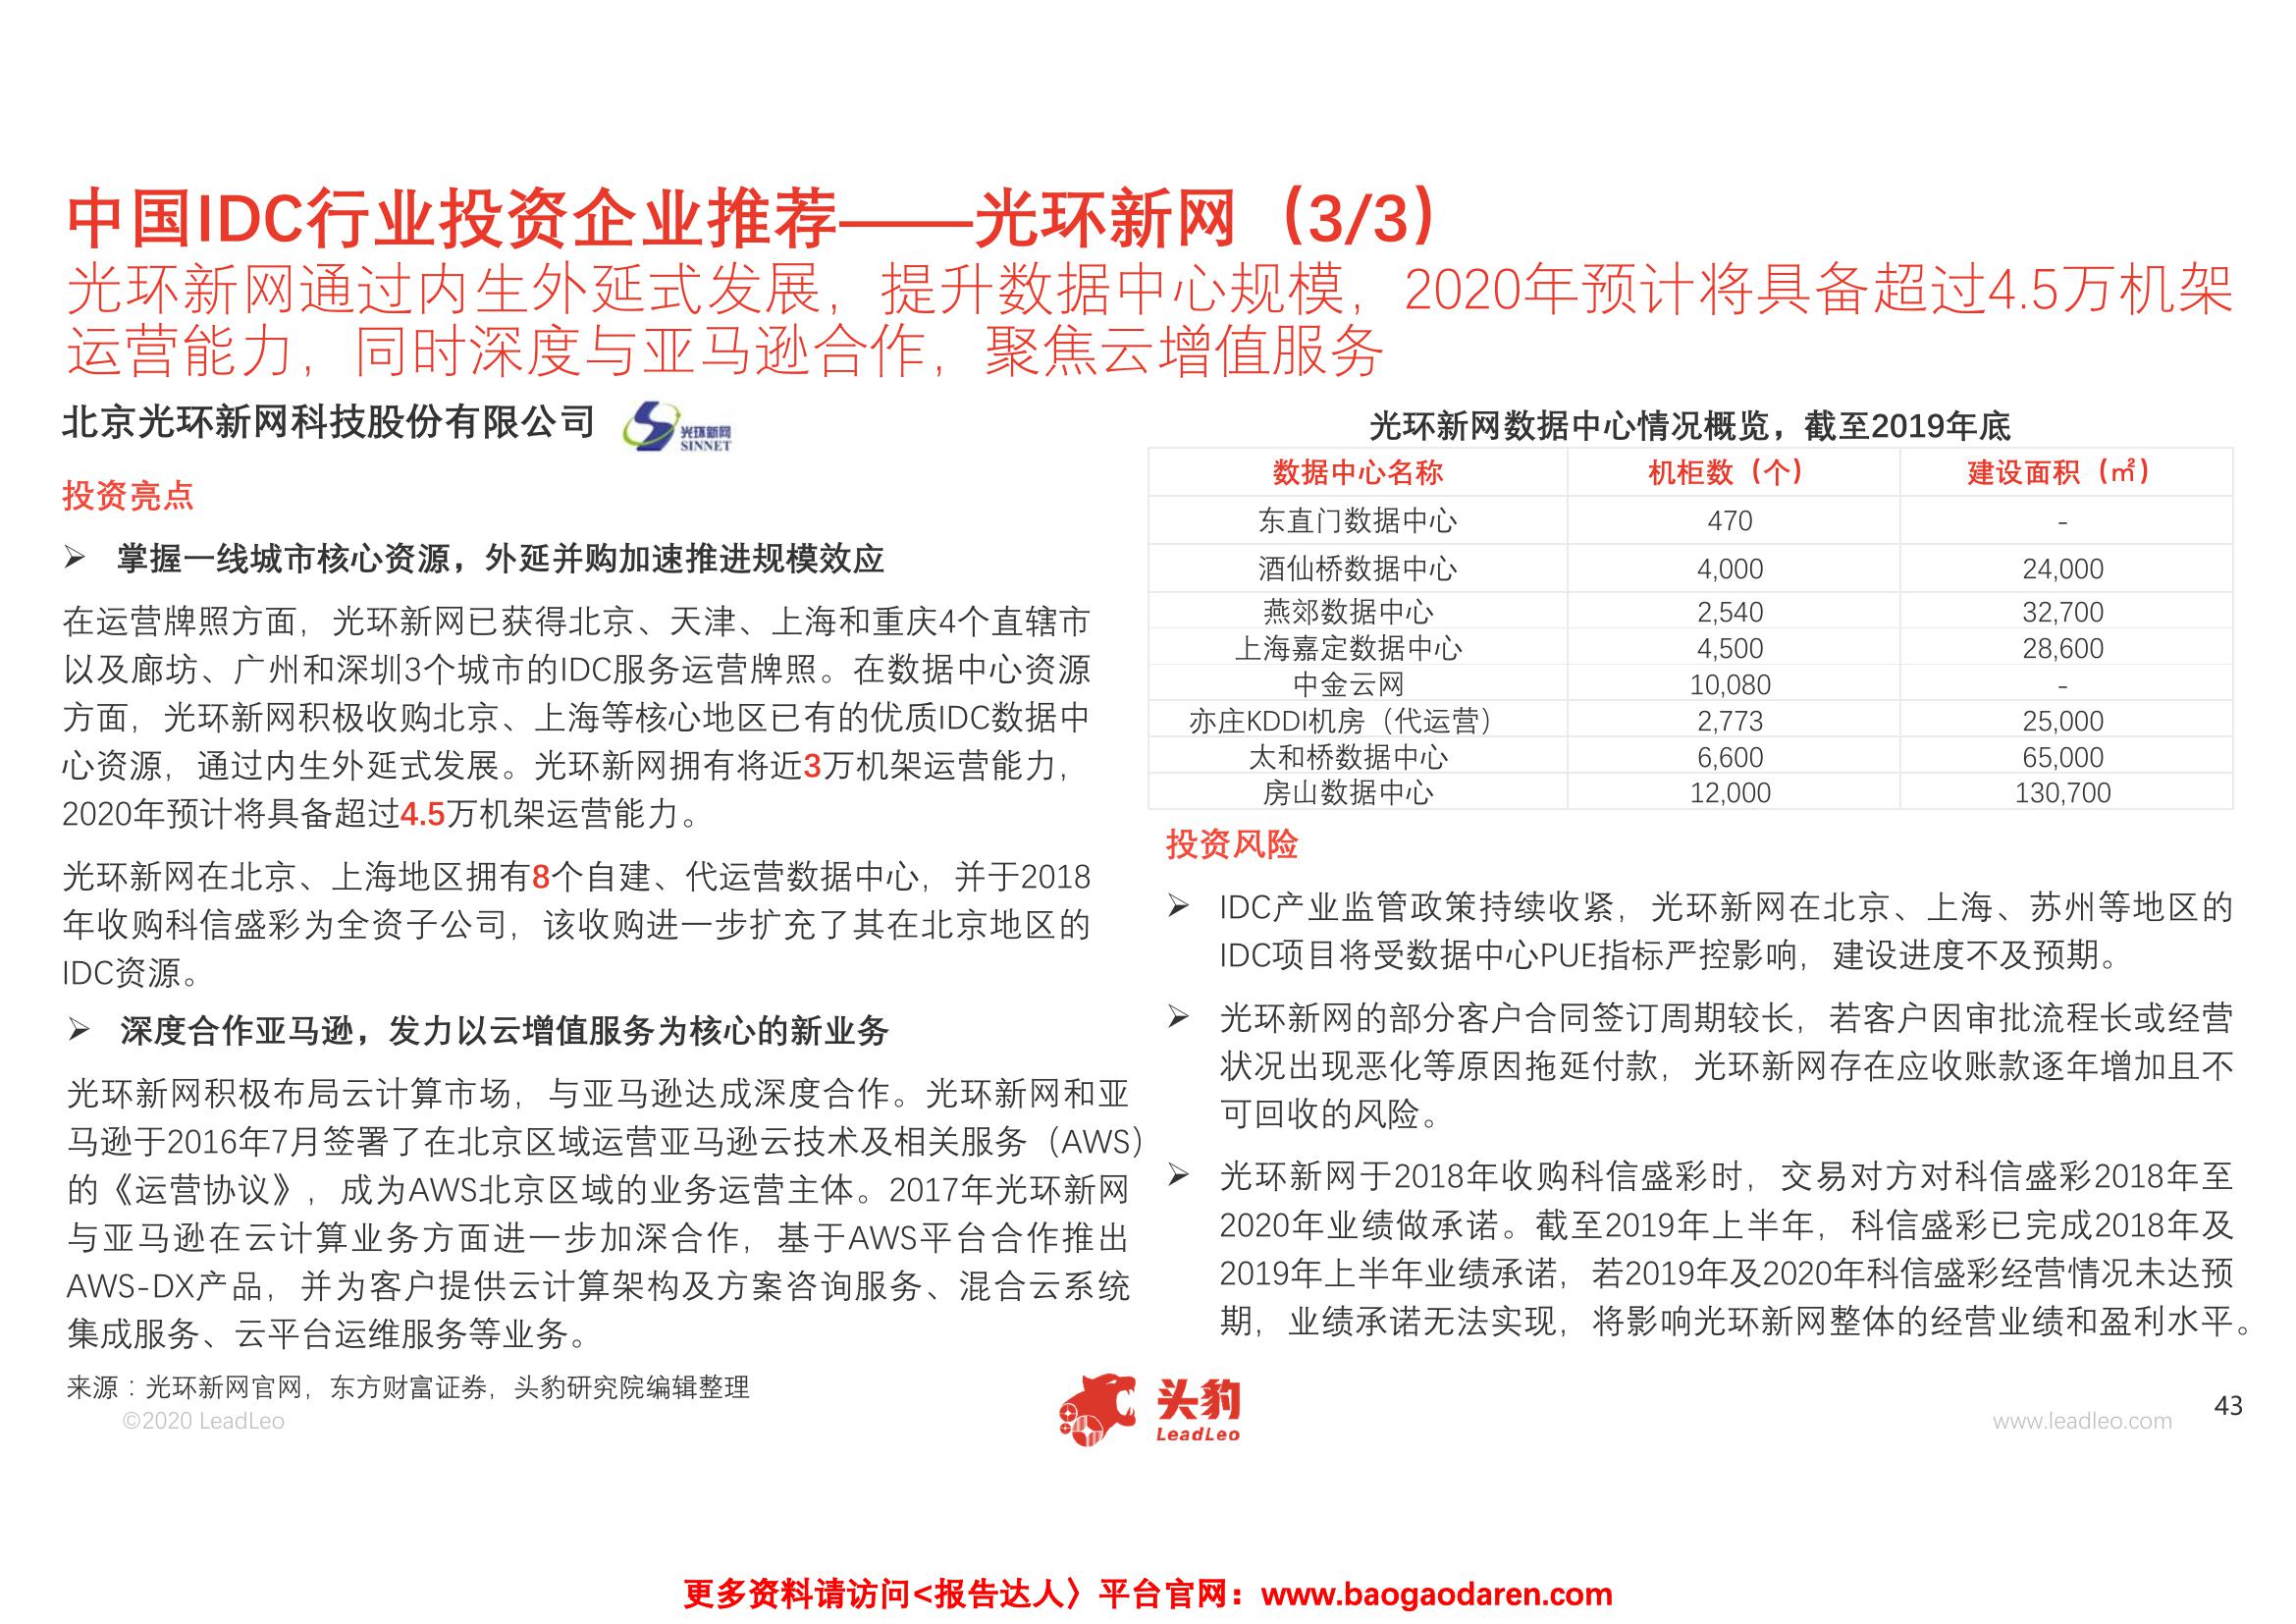 中国IDC行业投资企业推荐——光环新网（3/3）
光环新网通过内生外延式发展，提升数据中心规模，2020年预计将具备超过4.5万机架
运营能力，同时深度与亚马逊合作，聚焦云增值服务
北京光环新网科技股份有限公司
光环新网
SINNET
投资亮点
➢ 掌握一线城市核心资源，外延并购加速推进规模效应
在运营牌照方面，光环新网已获得北京、天津、上海和重庆4个直辖市
以及廊坊、广州和深圳3个城市的IDC服务运营牌照。在数据中心资源
方面，光环新网积极收购北京、上海等核心地区已有的优质IDC数据中
心资源，通过内生外延式发展。光环新网拥有将近3万机架运营能力，
2020年预计将具备超过4.5万机架运营能力。
光环新网在北京、上海地区拥有8个自建、代运营数据中心，并于2018
年收购科信盛彩为全资子公司，该收购进一步扩充了其在北京地区的
IDC资源。
➢ 深度合作亚马逊，发力以云增值服务为核心的新业务
光环新网积极布局云计算市场，与亚马逊达成深度合作。光环新网和亚
马逊于2016年7月签署了在北京区域运营亚马逊云技术及相关服务（AWS）
的《运营协议》，成为AWS北京区域的业务运营主体。2017年光环新网
与亚马逊在云计算业务方面进一步加深合作，基于AWS平台合作推出
AWS-DX产品，并为客户提供云计算架构及方案咨询服务、混合云系统
集成服务、云平台运维服务等业务。
光环新网数据中心情况概览，截至2019年底
数据中心名称 机柜数（个） 建设面积（㎡）
东直门数据中心 470 -
酒仙桥数据中心 4,000 24,000
燕郊数据中心 2,540 32,700
上海嘉定数据中心 4,500 28,600
中金云网 10,080 -
亦庄KDDI机房（代运营） 2,773 25,000
太和桥数据中心 6,600 65,000
房山数据中心 12,000 130,700
投资风险
➢ IDC产业监管政策持续收紧，光环新网在北京、上海、苏州等地区的
IDC项目将受数据中心PUE指标严控影响，建设进度不及预期。
➢ 光环新网的部分客户合同签订周期较长，若客户因审批流程长或经营
状况出现恶化等原因拖延付款，光环新网存在应收账款逐年增加且不
可回收的风险。
➢ 光环新网于2018年收购科信盛彩时，交易对方对科信盛彩2018年至
2020年业绩做承诺。截至2019年上半年，科信盛彩已完成2018年及
2019年上半年业绩承诺，若2019年及2020年科信盛彩经营情况未达预
期，业绩承诺无法实现，将影响光环新网整体的经营业绩和盈利水平。
来源：光环新网官网，东方财富证券，头豹研究院编辑整理
©2020 LeadLeo
头豹
LeadLeo
www.leadleo.com
43
更多资料请访问<报告达人〉平台官网：www.baogaodaren.com